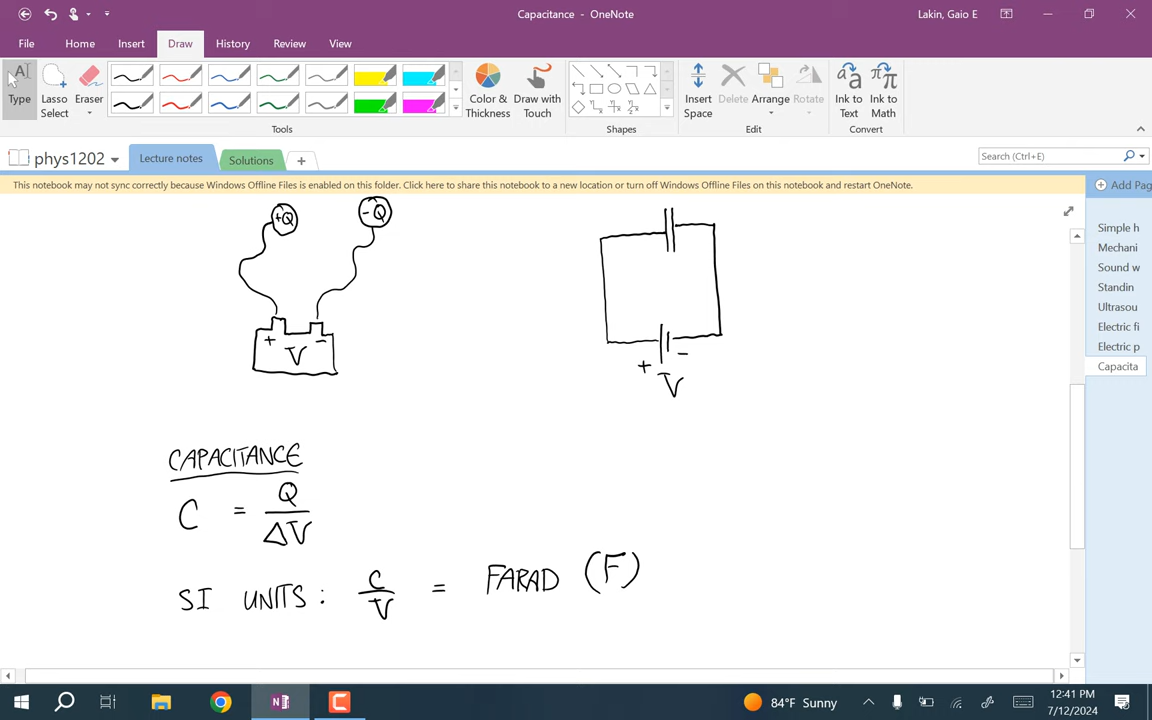 Capacitance - OneNote
Lakin, Gaio E
File Home Insert Draw History Review View
Type
Lasso Select
Eraser
Color & Thickness
Draw with Touch
Insert Space
Delete
Arrange
Rotate
Ink to Text
Ink to Math
Tools
Shapes
Edit
Convert
phys1202
Lecture notes
Solutions
Search (Ctrl+E)
This notebook may not sync correctly because Windows Offline Files is enabled on this folder. Click here to share this notebook to a new location or turn off Windows Offline Files on this notebook and restart OneNote.
Add Pag
Simple h
Mechani
Sound w
Standin
Ultrasou
Electric fi
Electric p
Capacita
+Q
-Q
+ V -
+ -
V
CAPACITANCE
C = Q / ΔV
SI UNITS: C / V = FARAD (F)
84°F Sunny
12:41 PM
7/12/2024